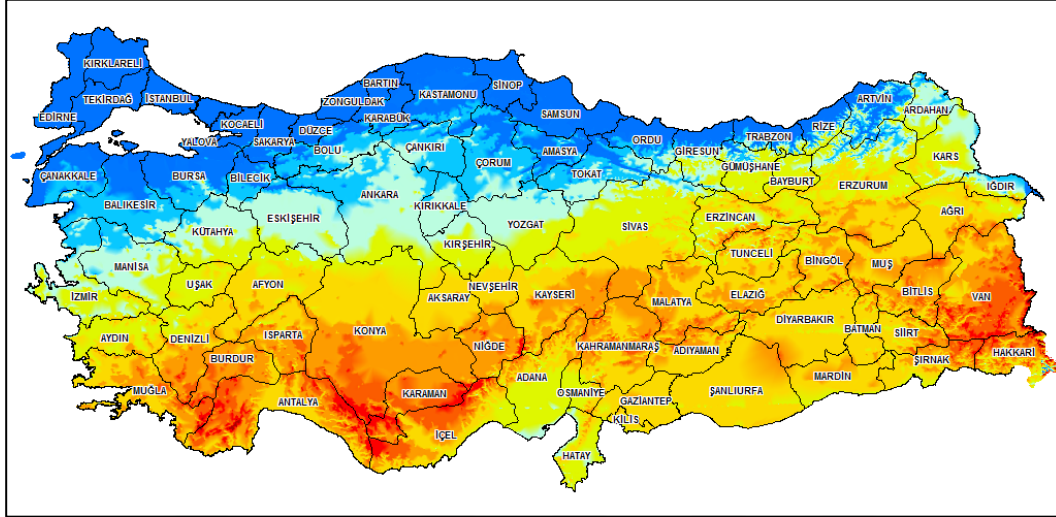 KIRKLARELİ
TEKİRDAĞ
İSTANBUL
EDİRNE
KOCAELİ
YALOVA
SAKARYA
DÜZCE
BOLU
ZONGULDAK
BARTIN
KARABÜK
KASTAMONU
SİNOP
SAMSUN
ÇANKIRI
ÇORUM
AMASYA
TOKAT
ORDU
GİRESUN
TRABZON
RİZE
ARTVİN
ARDAHAN
GÜMÜŞHANE
BAYBURT
ERZURUM
KARS
IĞDIR
AĞRI
ÇANAKKALE
BALIKESİR
BURSA
BİLECİK
ESKİŞEHİR
KÜTAHYA
ANKARA
KIRIKKALE
KIRŞEHİR
YOZGAT
SİVAS
ERZİNCAN
TUNCELİ
BİNGÖL
MUŞ
BİTLİS
VAN
MANİSA
İZMİR
UŞAK
AFYON
AKSARAY
NEVŞEHİR
KAYSERİ
MALATYA
ELAZIĞ
DİYARBAKIR
BATMAN
SİİRT
ŞIRNAK
HAKKARİ
AYDIN
DENİZLİ
ISPARTA
BURDUR
KONYA
NİĞDE
KAHRAMANMARAŞ
ADIYAMAN
MARDİN
ŞANLIURFA
MUĞLA
ANTALYA
KARAMAN
İÇEL
ADANA
OSMANİYE
GAZİANTEP
KİLİS
HATAY